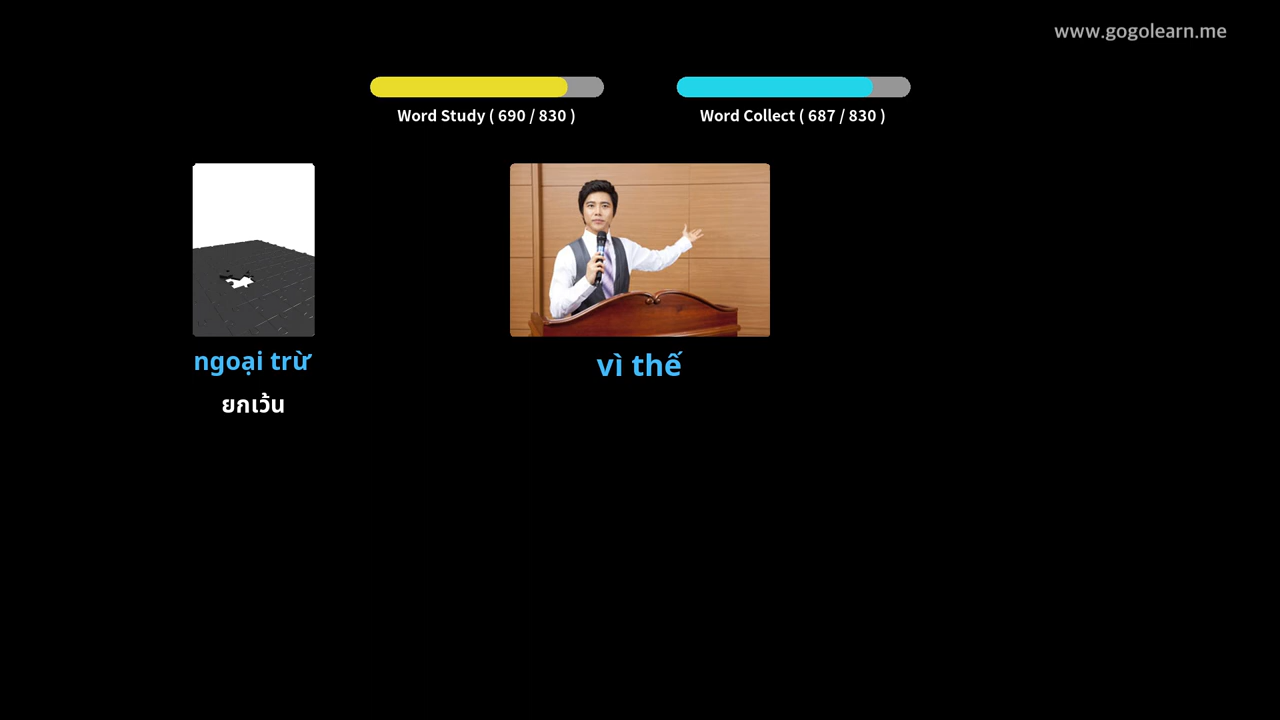 www.gogolearn.me
Word Study ( 690 / 830 )
Word Collect ( 687 / 830 )
ngoại trừ
ยกเว้น
vì thế